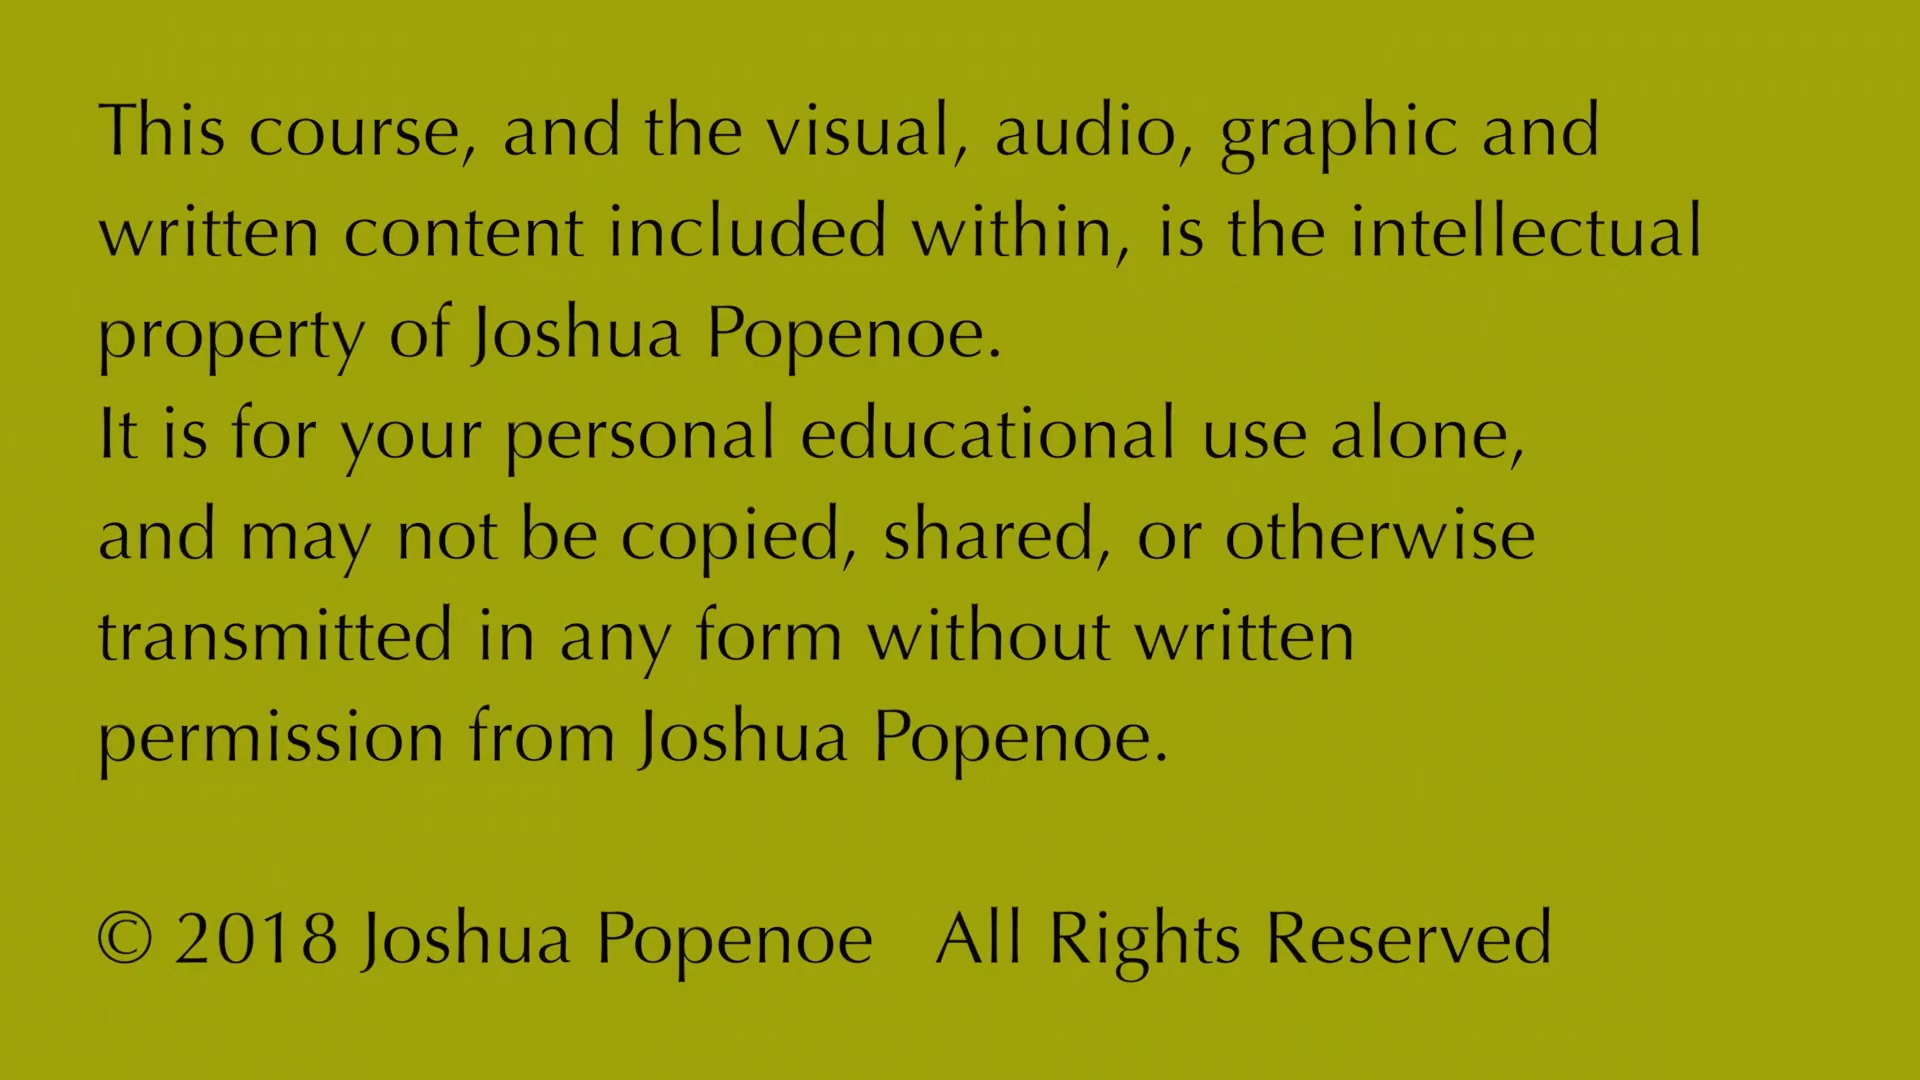 This course, and the visual, audio, graphic and
written content included within, is the intellectual
property of Joshua Popenoe.
It is for your personal educational use alone,
and may not be copied, shared, or otherwise
transmitted in any form without written
permission from Joshua Popenoe.
© 2018 Joshua Popenoe All Rights Reserved